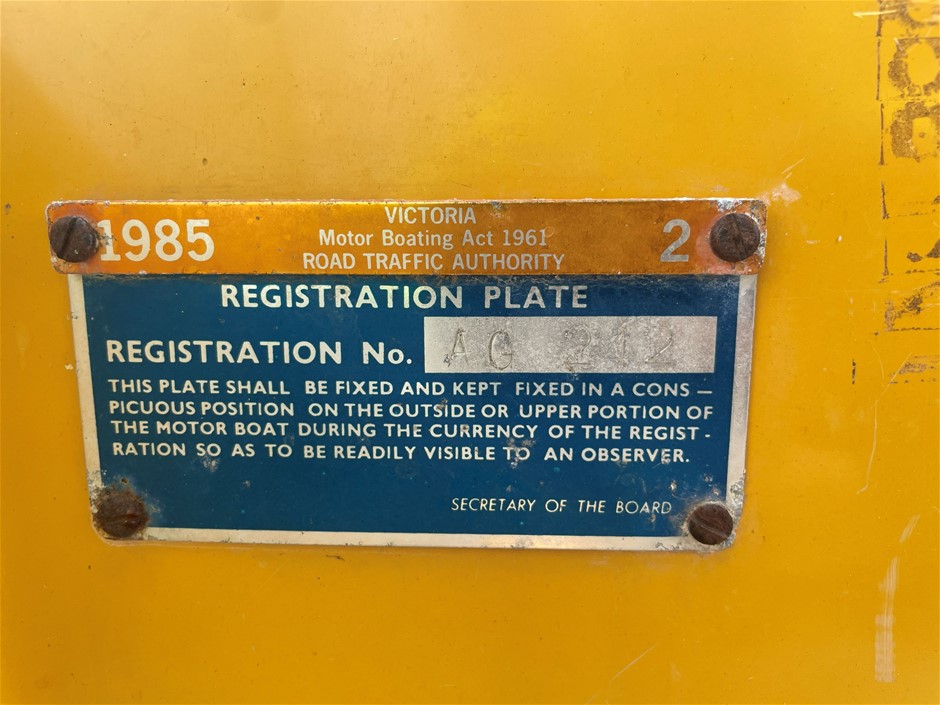 1985
VICTORIA
Motor Boating Act 1961
ROAD TRAFFIC AUTHORITY
2
REGISTRATION PLATE
REGISTRATION No. AG 212
THIS PLATE SHALL BE FIXED AND KEPT FIXED IN A CONS —
PICUOUS POSITION ON THE OUTSIDE OR UPPER PORTION OF
THE MOTOR BOAT DURING THE CURRENCY OF THE REGIST -
RATION SO AS TO BE READILY VISIBLE TO AN OBSERVER.
SECRETARY OF THE BOARD